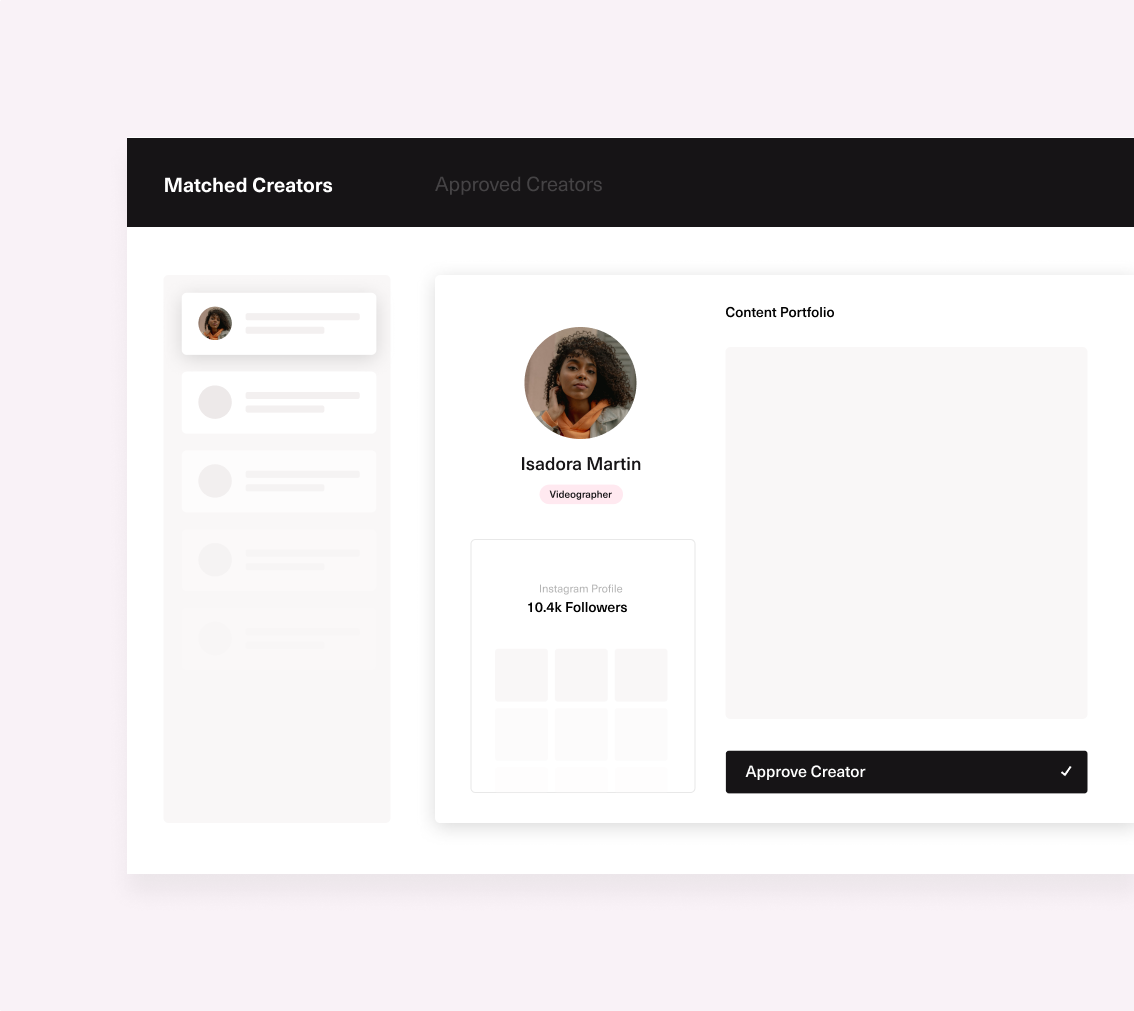 Matched Creators
Approved Creators
Content Portfolio
Isadora Martin
Videographer
Instagram Profile
10.4k Followers
Approve Creator